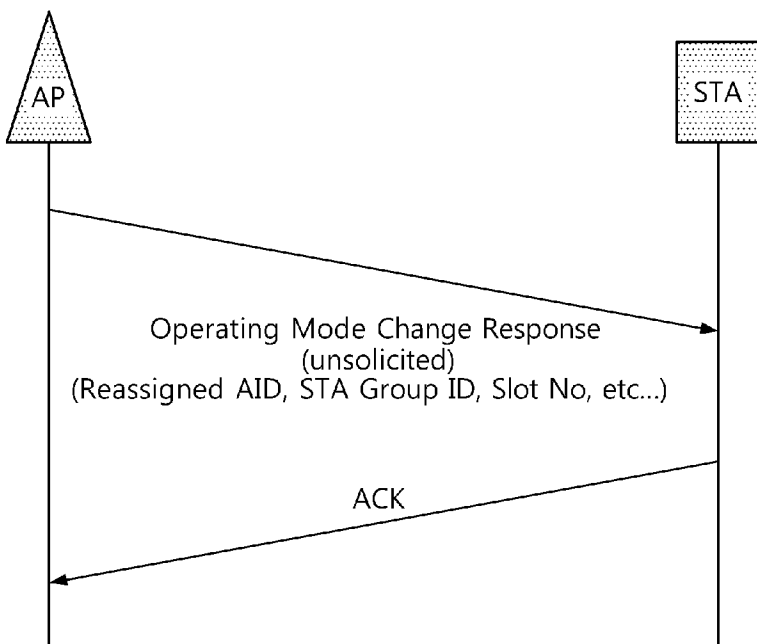 AP
STA
Operating Mode Change Response
(unsolicited)
(Reassigned AID, STA Group ID, Slot No, etc...)
ACK